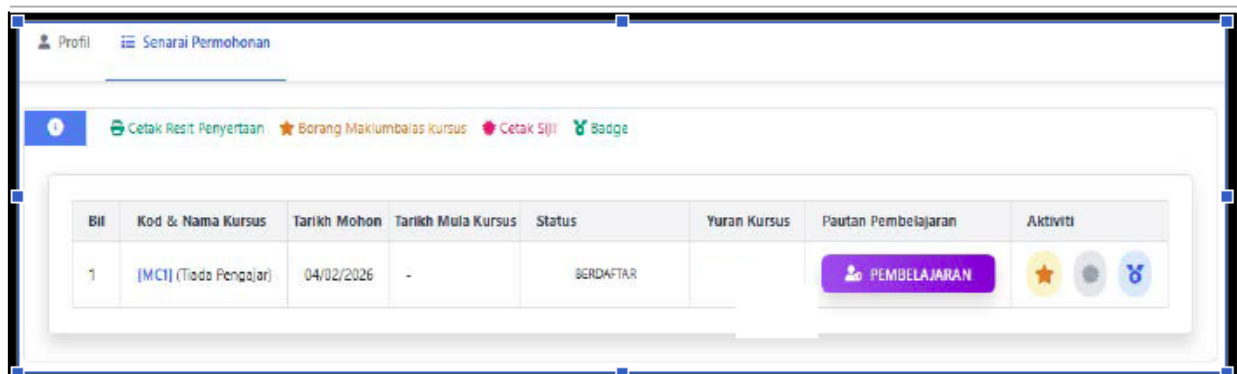 Profil Senarai Permohonan
Cetak Resit Penyertaan Borang Maklumbalas kursus Cetak Sijil Badge
Bil Kod & Nama Kursus Tarikh Mohon Tarikh Mula Kursus Status Yuran Kursus Pautan Pembelajaran Aktiviti
1 [MC1] (Tiada Pengajar) 04/02/2026 - BERDAFTAR PEMBELAJARAN